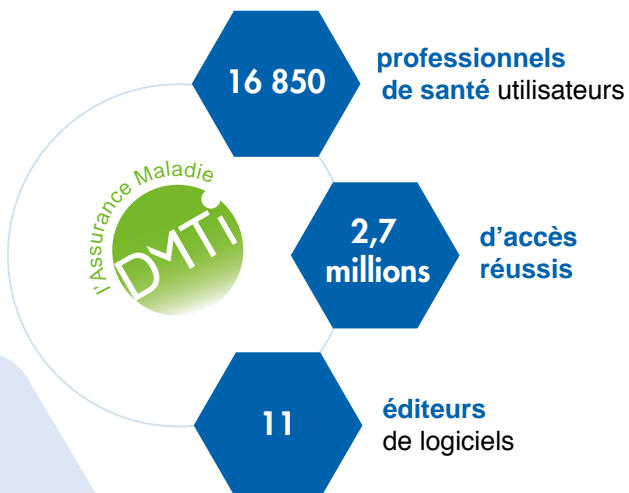 16 850
professionnels
de santé utilisateurs
l'Assurance Maladie
DMTi
2,7
millions
d'accès
réussis
11
éditeurs
de logiciels